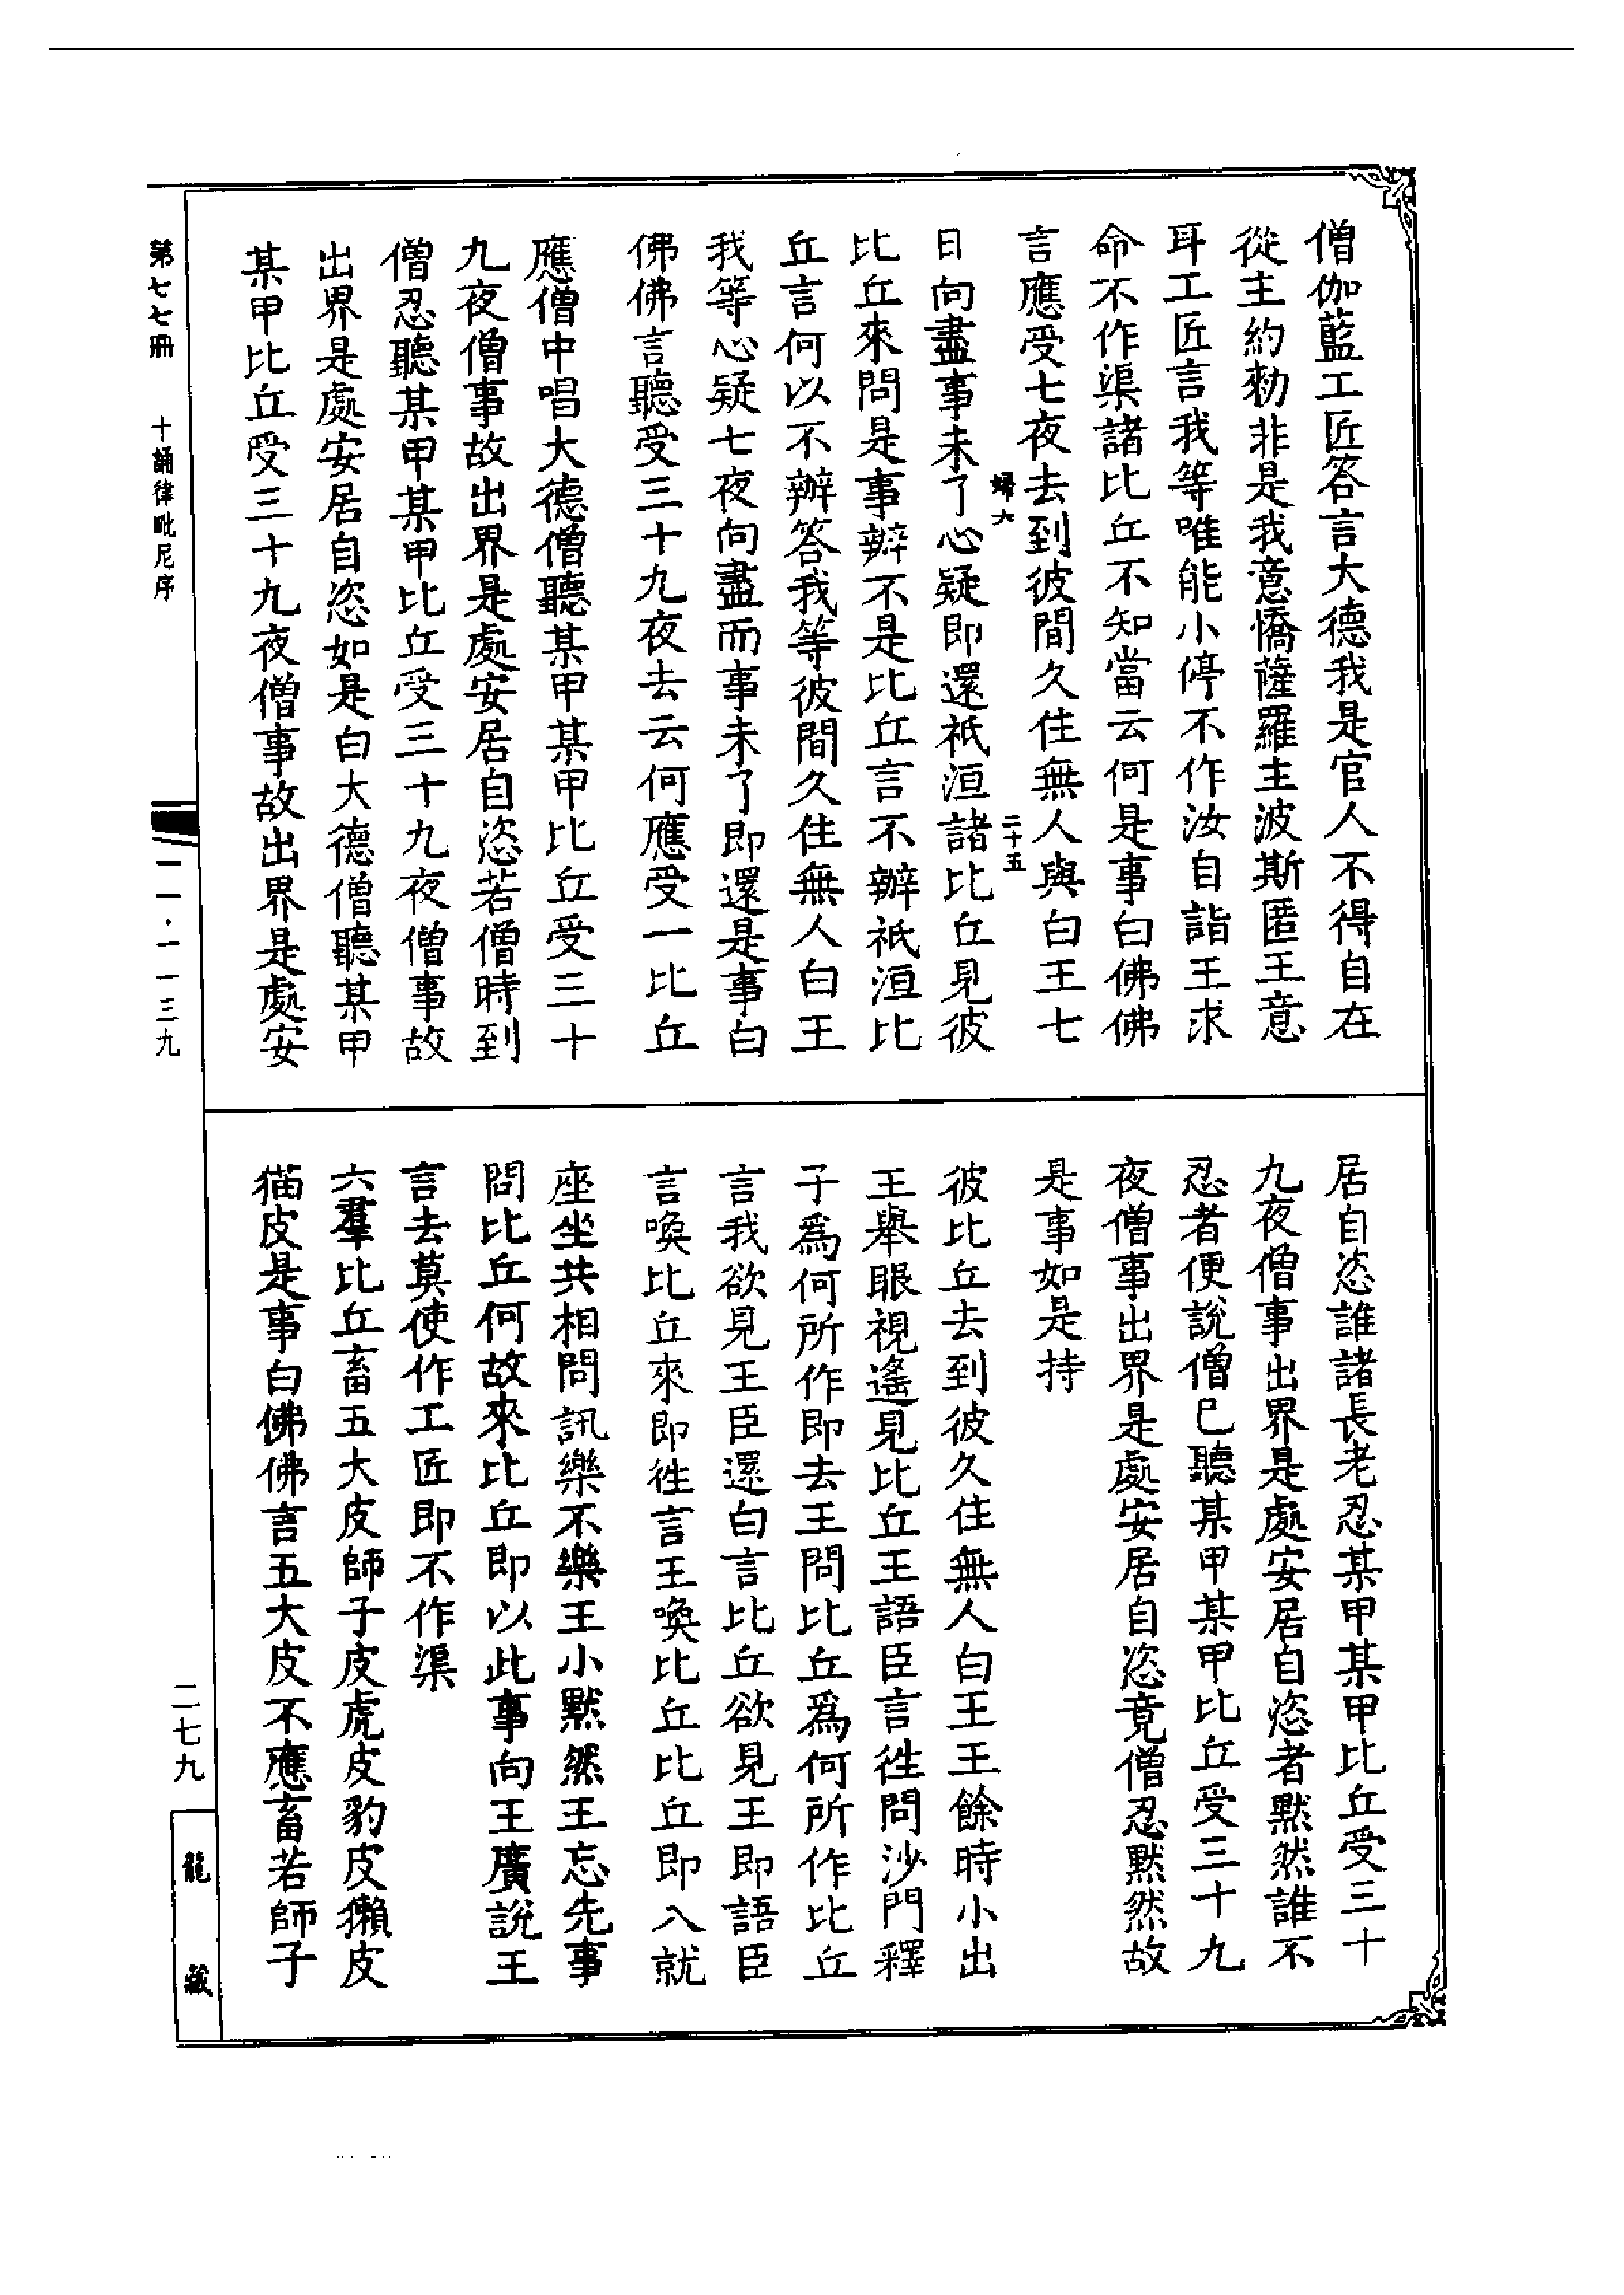 僧伽藍工匠答言大德我是官人不得自在
從主約勑非是我意憍薩羅主波斯匿王意
耳工匠言我等唯能小停不作汝自詣王求
命不作渠諸比丘不知當云何是事白佛佛
言應受七夜去到彼間久住無人與白王七
婦六
二十五
日向盡事未了心疑即還祇洹諸比丘見彼
比丘來問是事辦不是比丘言不辦祇洹比
丘言何以不辦答我等彼間久住無人白王
我等心疑七夜向盡而事未了即還是事白
佛佛言聽受三十九夜去云何應受一比丘
應僧中唱大德僧聽某甲某甲比丘受三十
九夜僧事故出界是處安居自恣若僧時到
僧忍聽某甲某甲比丘受三十九夜僧事故
出界是處安居自恣如是白大德僧聽某甲
某甲比丘受三十九夜僧事故出界是處安
居自恣誰諸長老忍某甲某甲比丘受三十
九夜僧事出界是處安居自恣者默然誰不
忍者便說僧已聽某甲某甲比丘受三十九
夜僧事出界是處安居自恣竟僧忍默然故
是事如是持
彼比丘去到彼久住無人白王王餘時小出
王舉眼視遙見比丘王語臣言徃問沙門釋
子爲何所作即去王問比丘爲何所作比丘
言我欲見王臣還白言比丘欲見王即語臣
言喚比丘來即徃言王喚比丘比丘即入就
座坐共相問訊樂不樂王小默然王忘先事
問比丘何故來比丘即以此事向王廣說王
言去莫使作工匠即不作渠
六羣比丘畜五大皮師子皮虎皮豹皮獺皮
猫皮是事白佛佛言五大皮不應畜若師子
第七七冊
十誦律毗尼序
一一·一一三九
二七九
龍藏